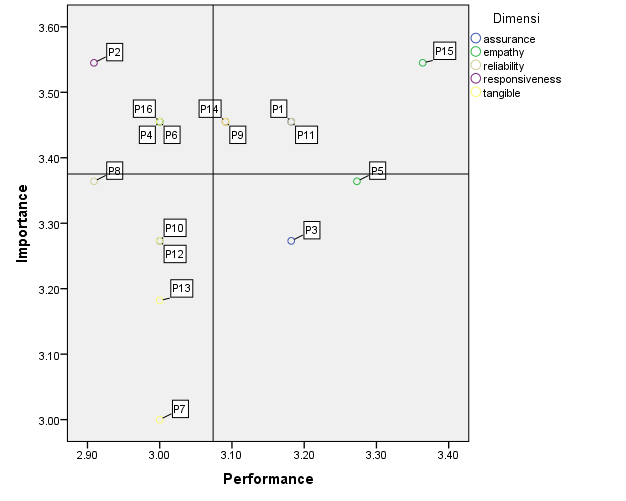 Dimensi
assurance
empathy
reliability
responsiveness
tangible
3.60
3.50
3.40
3.30
3.20
3.10
3.00
Importance
P2
P15
P16
P14
P1
P4
P6
P9
P11
P8
P5
P10
P3
P12
P13
P7
2.90
3.00
3.10
3.20
3.30
3.40
Performance